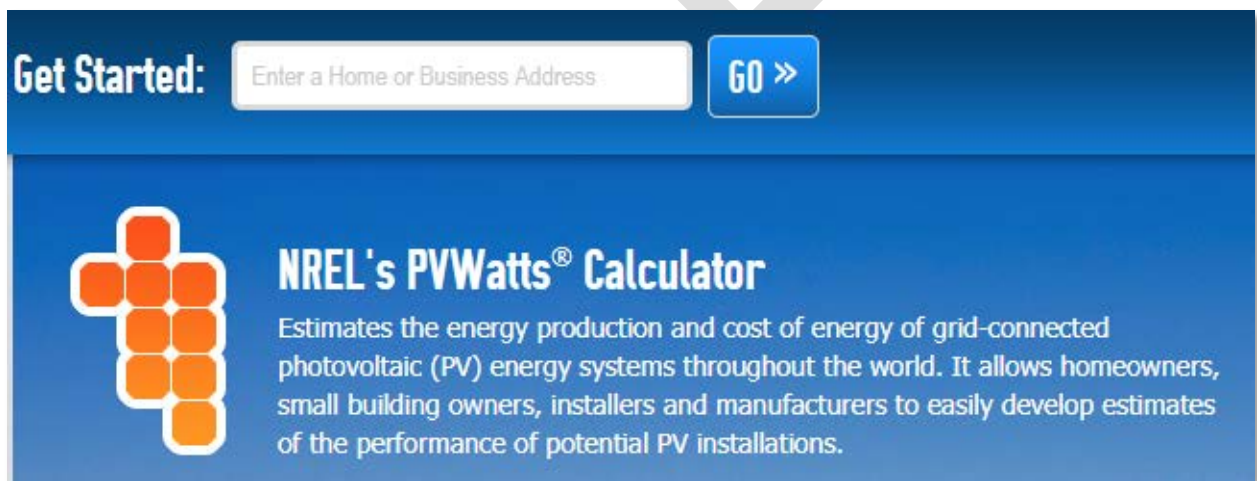 Get Started: Enter a Home or Business Address GO »
NREL's PVWatts® Calculator
Estimates the energy production and cost of energy of grid-connected
photovoltaic (PV) energy systems throughout the world. It allows homeowners,
small building owners, installers and manufacturers to easily develop estimates
of the performance of potential PV installations.